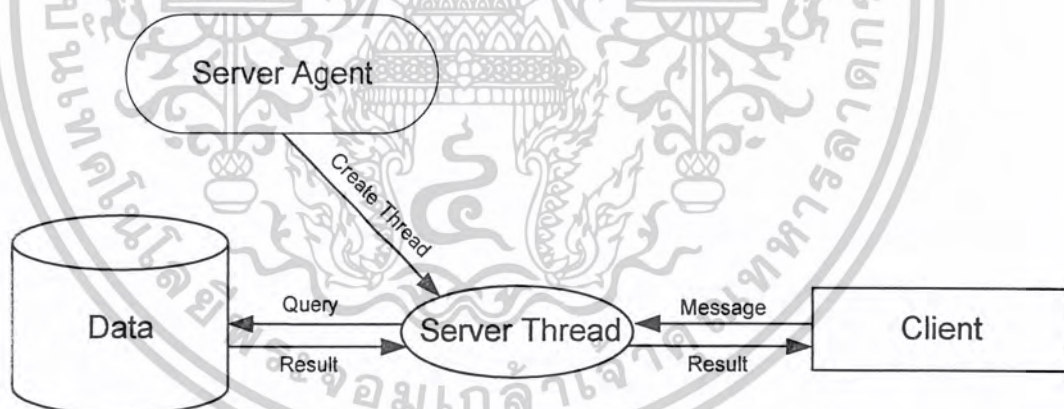 Server Agent
Create Thread
Data
Query
Result
Server Thread
Message
Result
Client